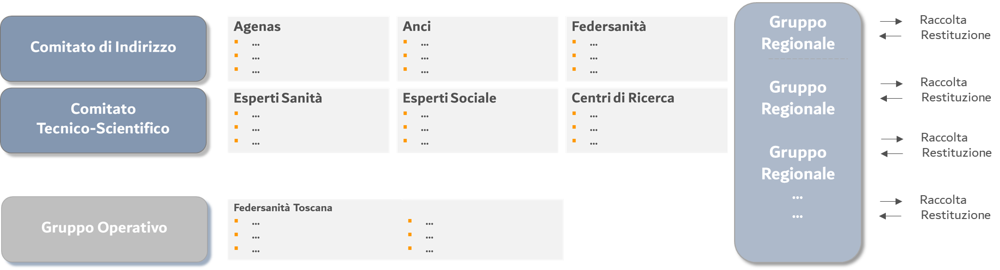 Comitato di Indirizzo
Agenas
...
...
...
Anci
...
...
...
Federsanità
...
...
...
Comitato
Tecnico-Scientifico
Esperti Sanità
...
...
...
Esperti Sociale
...
...
...
Centri di Ricerca
...
...
...
Gruppo Operativo
Federsanità Toscana
...
...
...
...
...
...
Gruppo
Regionale
Gruppo
Regionale
Gruppo
Regionale
...
...
Raccolta
Restituzione
Raccolta
Restituzione
Raccolta
Restituzione
Raccolta
Restituzione